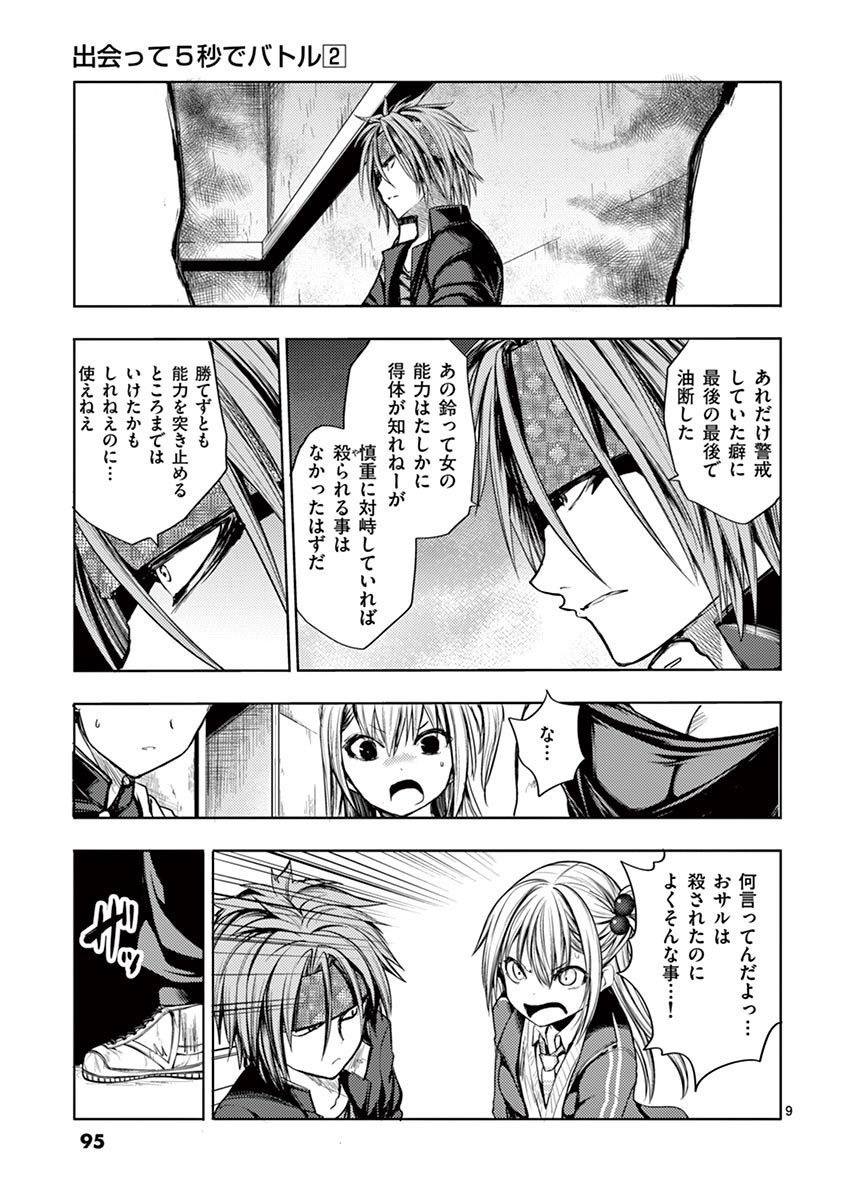 出会って5秒でバトル2
あれだけ警戒
していた癖に
最後の最後で
油断した
あの鈴って女の
能力はたしかに
得体が知れねーが
慎重に対峙していれば
殺られる事は
や
なかったはずだ
勝てずとも
能力を突き止める
ところまでは
いけたかも
しれねえのに…
使えねえ
な…
何言ってんだよっ…
おサルは
殺されたのに
よくそんな事…!
ザッ
9
95